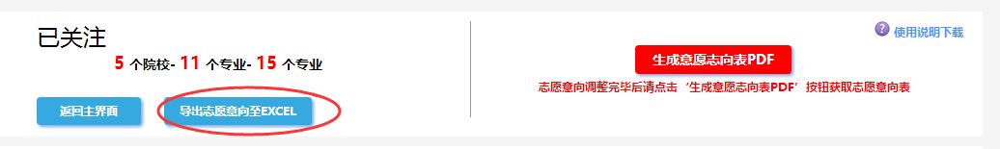 已关注
5 个院校- 11 个专业- 15 个专业
返回主界面
导出志愿意向至EXCEL
? 使用说明下载
生成意愿志向表PDF
志愿意向调整完毕后请点击‘生成意愿志向表PDF’按钮获取志愿意向表